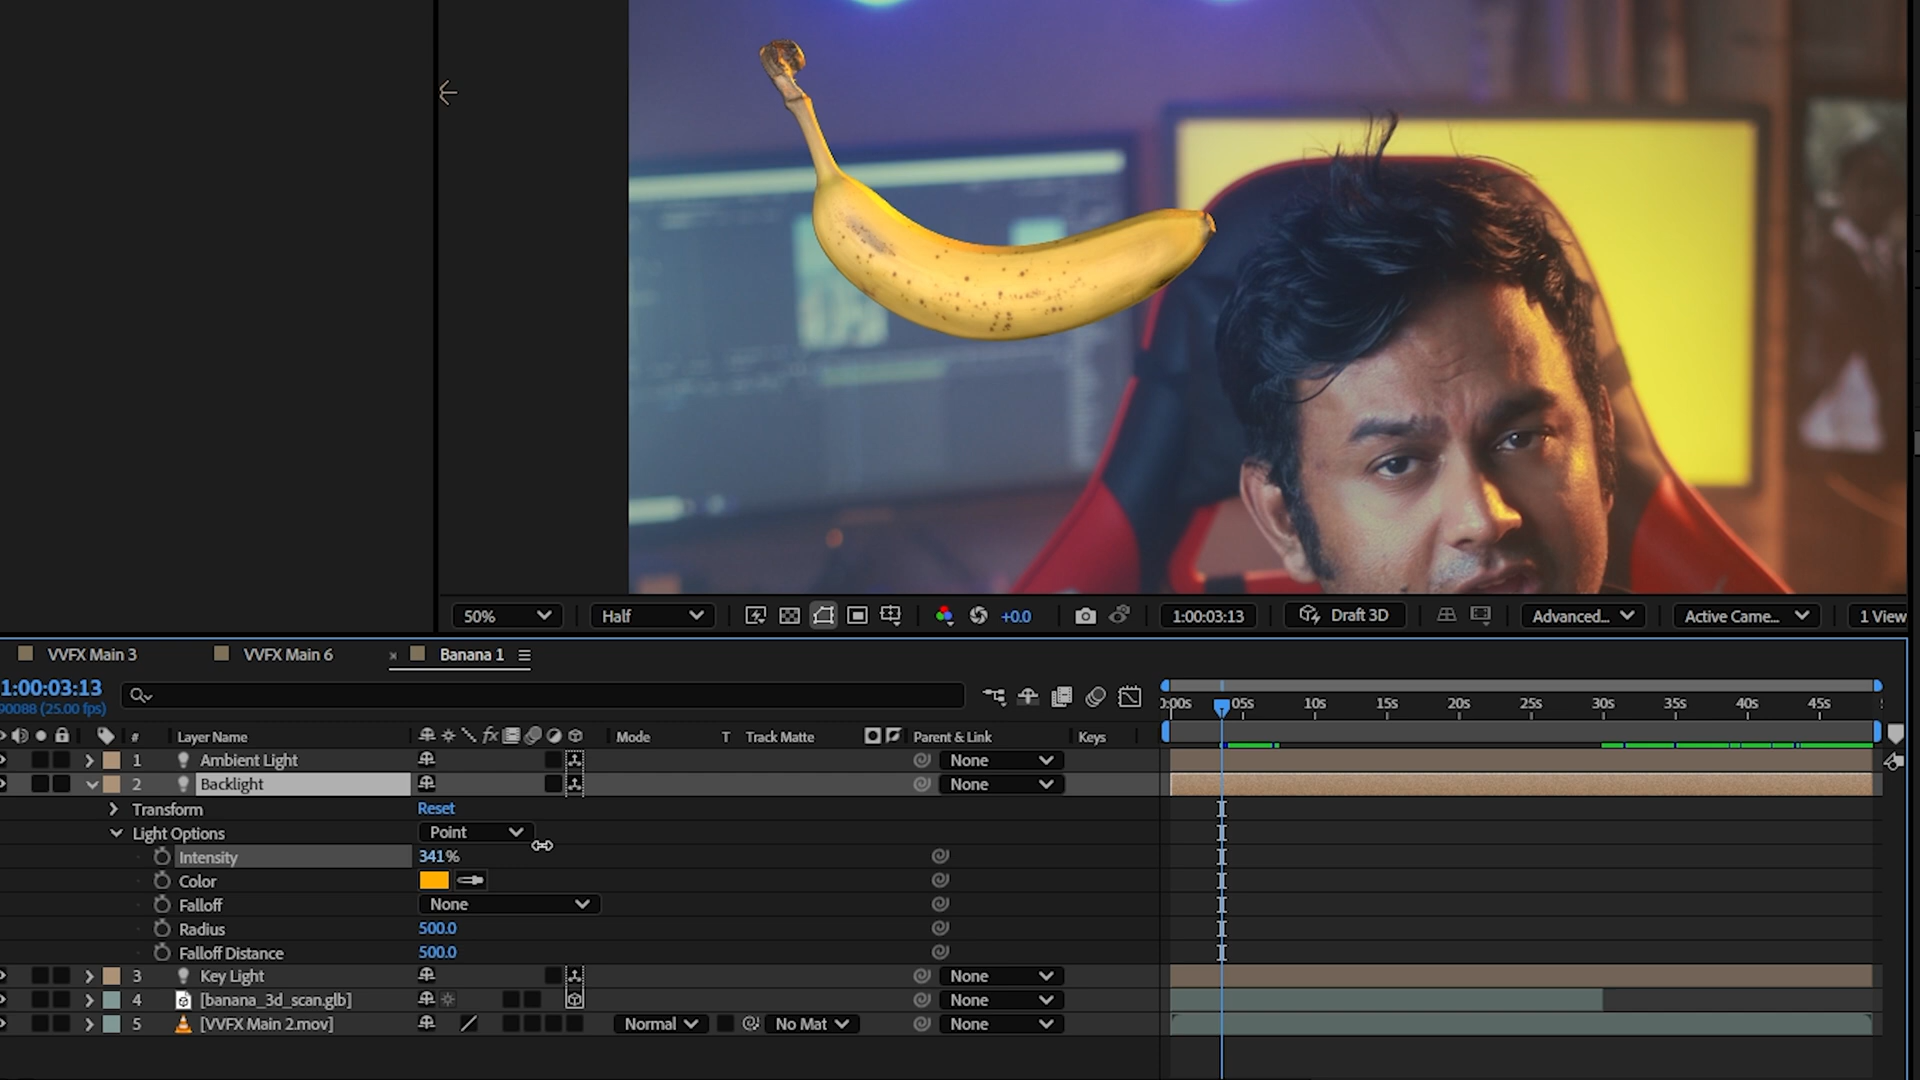 50% Half +0.0 1:00:03:13 Draft 3D Advanced... Active Came... 1 View
VVFX Main 3 VVFX Main 6 × Banana 1
1:00:03:13
90088 (25.00 fps)
:00s 05s 10s 15s 20s 25s 30s 35s 40s 45s
# Layer Name fx Mode T Track Matte Parent & Link Keys
1 Ambient Light None
2 Backlight None
Transform Reset
Light Options Point
Intensity 341%
Color
Falloff None
Radius 500.0
Falloff Distance 500.0
3 Key Light None
4 [banana_3d_scan.glb] None
5 [VVFX Main 2.mov] Normal No Mat None